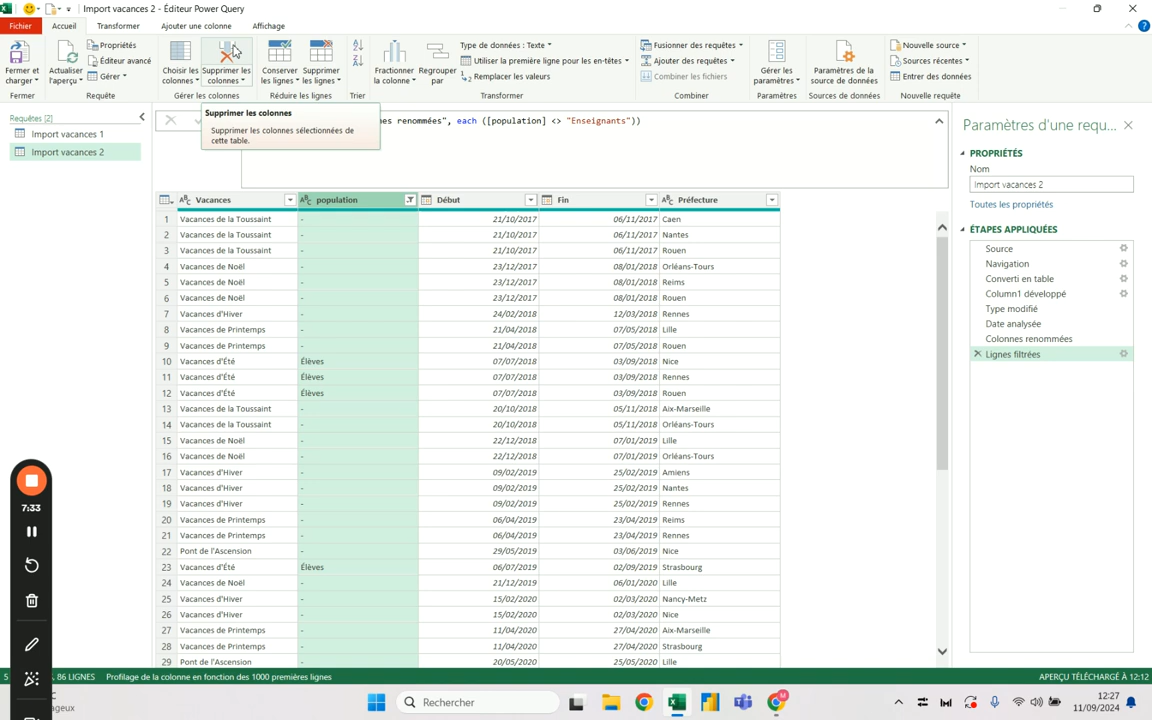 Import vacances 2 - Éditeur Power Query
Fichier Accueil Transformer Ajouter une colonne Affichage
Fermer et charger
Fermer
Actualiser l'aperçu
Propriétés
Éditeur avancé
Gérer
Requête
Choisir les colonnes
Supprimer les colonnes
Gérer les colonnes
Conserver les lignes
Supprimer les lignes
Réduire les lignes
Trier
Fractionner la colonne
Regrouper par
Type de données : Texte
Utiliser la première ligne pour les en-têtes
Remplacer les valeurs
Transformer
Fusionner des requêtes
Ajouter des requêtes
Combiner les fichiers
Combiner
Gérer les paramètres
Paramètres
Paramètres de la source de données
Sources de données
Nouvelle source
Sources récentes
Entrer des données
Nouvelle requête
Requêtes [2]
Import vacances 1
Import vacances 2
Supprimer les colonnes
Supprimer les colonnes sélectionnées de
cette table.
es renommées", each ([population] <> "Enseignants"))
Vacances population Début Fin Préfecture
1 Vacances de la Toussaint - 21/10/2017 06/11/2017 Caen
2 Vacances de la Toussaint - 21/10/2017 06/11/2017 Nantes
3 Vacances de la Toussaint - 21/10/2017 06/11/2017 Rouen
4 Vacances de Noël - 23/12/2017 08/01/2018 Orléans-Tours
5 Vacances de Noël - 23/12/2017 08/01/2018 Reims
6 Vacances de Noël - 23/12/2017 08/01/2018 Rouen
7 Vacances d'Hiver - 24/02/2018 12/03/2018 Rennes
8 Vacances de Printemps - 21/04/2018 07/05/2018 Lille
9 Vacances de Printemps - 21/04/2018 07/05/2018 Rouen
10 Vacances d'Été Élèves 07/07/2018 03/09/2018 Nice
11 Vacances d'Été Élèves 07/07/2018 03/09/2018 Rennes
12 Vacances d'Été Élèves 07/07/2018 03/09/2018 Rouen
13 Vacances de la Toussaint - 20/10/2018 05/11/2018 Aix-Marseille
14 Vacances de la Toussaint - 20/10/2018 05/11/2018 Orléans-Tours
15 Vacances de Noël - 22/12/2018 07/01/2019 Lille
16 Vacances de Noël - 22/12/2018 07/01/2019 Orléans-Tours
17 Vacances d'Hiver - 09/02/2019 25/02/2019 Amiens
18 Vacances d'Hiver - 09/02/2019 25/02/2019 Nantes
19 Vacances d'Hiver - 09/02/2019 25/02/2019 Rennes
20 Vacances de Printemps - 06/04/2019 23/04/2019 Reims
21 Vacances de Printemps - 06/04/2019 23/04/2019 Rennes
22 Pont de l'Ascension - 29/05/2019 03/06/2019 Nice
23 Vacances d'Été Élèves 06/07/2019 02/09/2019 Strasbourg
24 Vacances de Noël - 21/12/2019 06/01/2020 Lille
25 Vacances d'Hiver - 15/02/2020 02/03/2020 Nancy-Metz
26 Vacances d'Hiver - 15/02/2020 02/03/2020 Nice
27 Vacances de Printemps - 11/04/2020 27/04/2020 Aix-Marseille
28 Vacances de Printemps - 11/04/2020 27/04/2020 Strasbourg
29 Pont de l'Ascension - 20/05/2020 25/05/2020 Lille
Paramètres d'une requ...
PROPRIÉTÉS
Nom
Import vacances 2
Toutes les propriétés
ÉTAPES APPLIQUÉES
Source
Navigation
Converti en table
Column1 développé
Type modifié
Date analysée
Colonnes renommées
Lignes filtrées
7:33
5
86 LIGNES Profilage de la colonne en fonction des 1000 premières lignes
APERÇU TÉLÉCHARGÉ À 12:12
ageux
Rechercher
12:27
11/09/2024